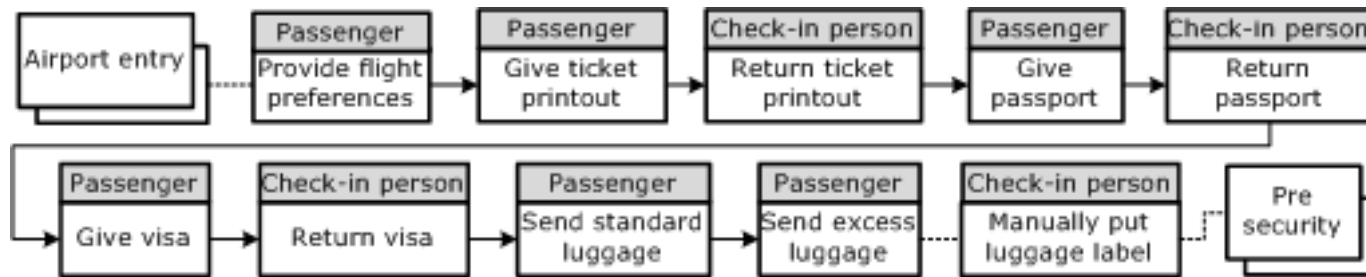 Airport entry
Passenger
Provide flight
preferences
Passenger
Give ticket
printout
Check-in person
Return ticket
printout
Passenger
Give
passport
Check-in person
Return
passport
Passenger
Give visa
Check-in person
Return visa
Passenger
Send standard
luggage
Passenger
Send excess
luggage
Check-in person
Manually put
luggage label
Pre
security